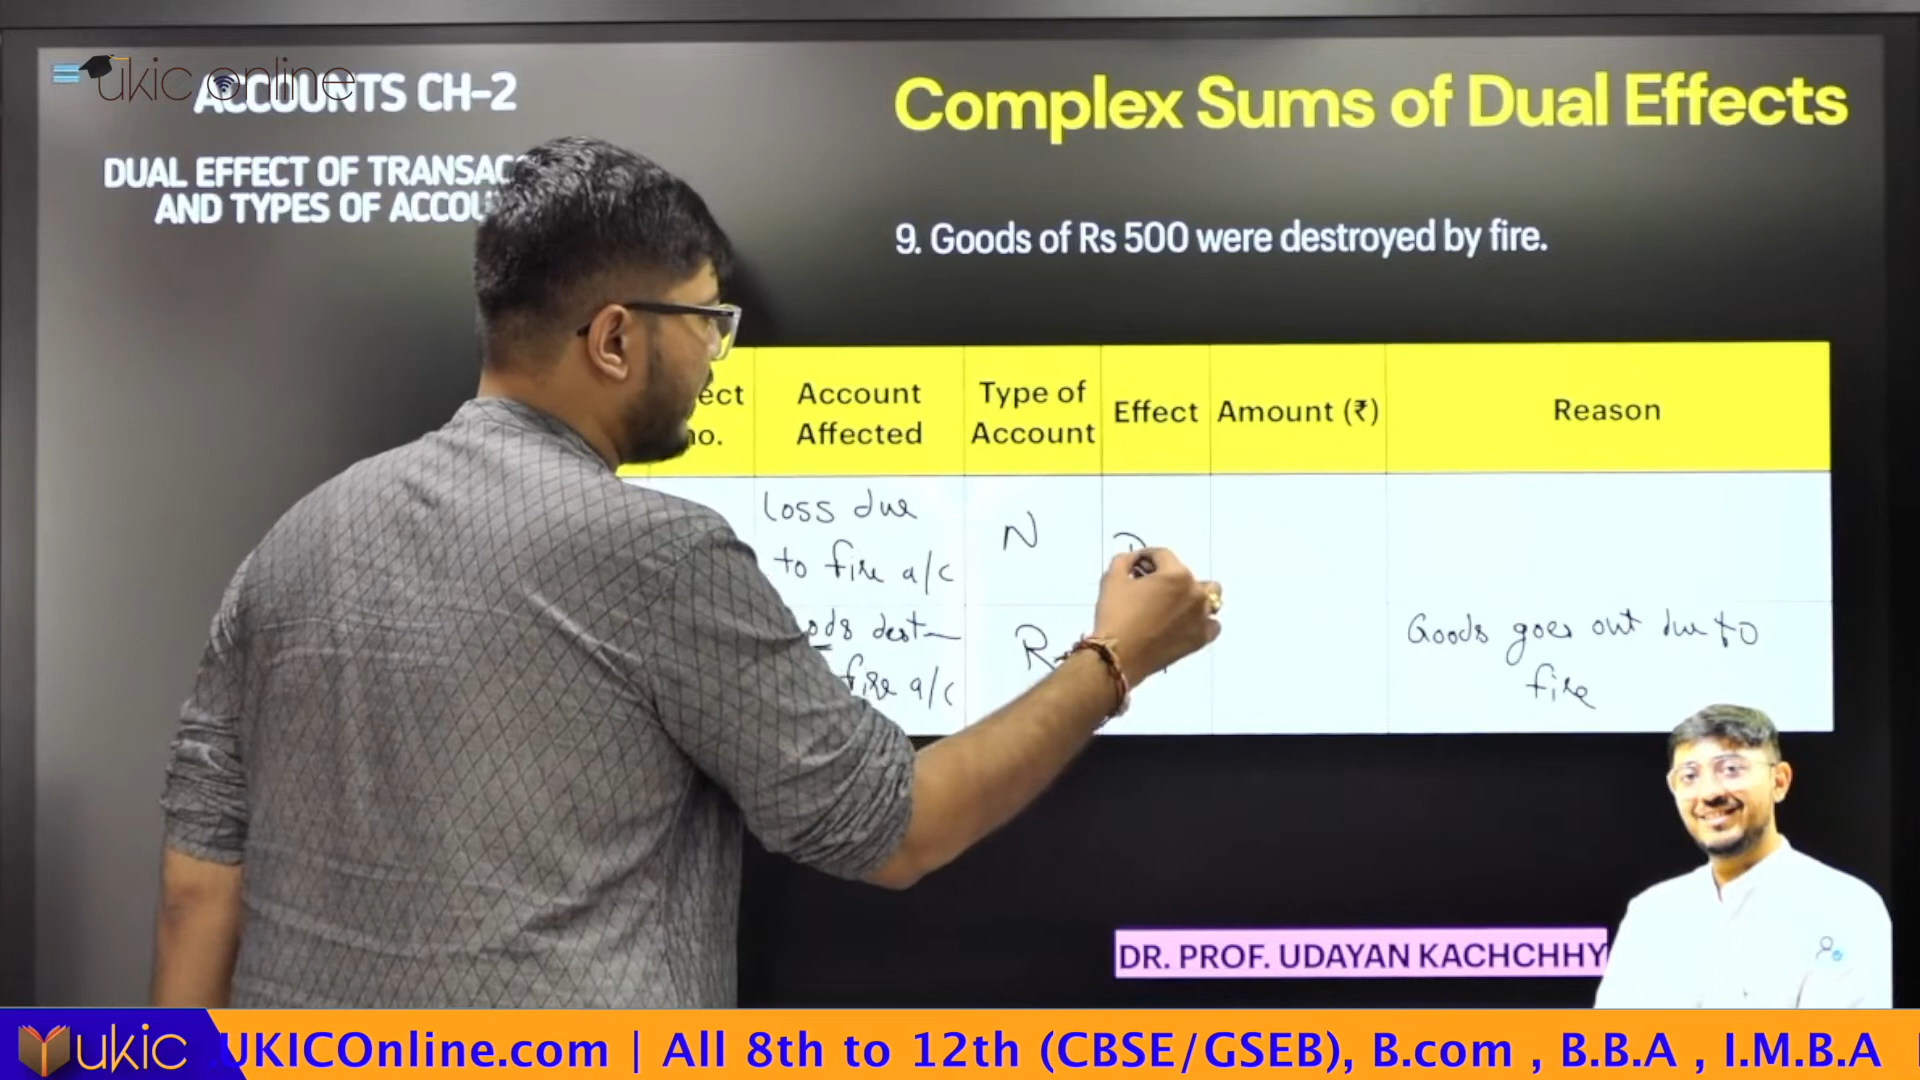 ukic online
ACCOUNTS CH-2
DUAL EFFECT OF
AND TYPES OF
Complex Sums of Dual Effects
9. Goods of Rs 500 were destroyed by fire.
Account Affected
Type of Account
Effect
Amount (₹)
Reason
Loss due
to fire a/c
N
fire a/c
R
Goods goes out due to
fire
DR. PROF. UDAYAN KACHCHHY
ukic
UKICOnline.com | All 8th to 12th (CBSE/GSEB), B.com , B.B.A , I.M.B.A